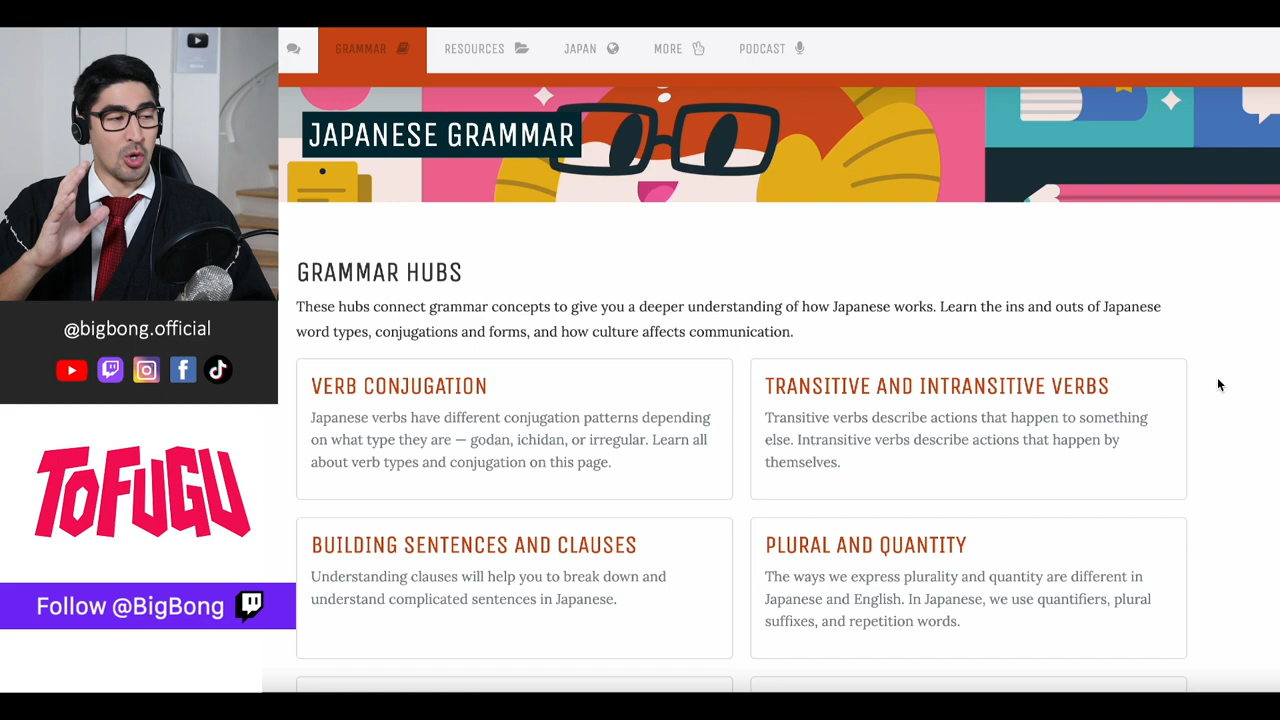 GRAMMAR
RESOURCES
JAPAN
MORE
PODCAST
JAPANESE GRAMMAR
@bigbong.official
TOFUGU
Follow @BigBong
GRAMMAR HUBS
These hubs connect grammar concepts to give you a deeper understanding of how Japanese works. Learn the ins and outs of Japanese
word types, conjugations and forms, and how culture affects communication.
VERB CONJUGATION
Japanese verbs have different conjugation patterns depending
on what type they are — godan, ichidan, or irregular. Learn all
about verb types and conjugation on this page.
TRANSITIVE AND INTRANSITIVE VERBS
Transitive verbs describe actions that happen to something
else. Intransitive verbs describe actions that happen by
themselves.
BUILDING SENTENCES AND CLAUSES
Understanding clauses will help you to break down and
understand complicated sentences in Japanese.
PLURAL AND QUANTITY
The ways we express plurality and quantity are different in
Japanese and English. In Japanese, we use quantifiers, plural
suffixes, and repetition words.